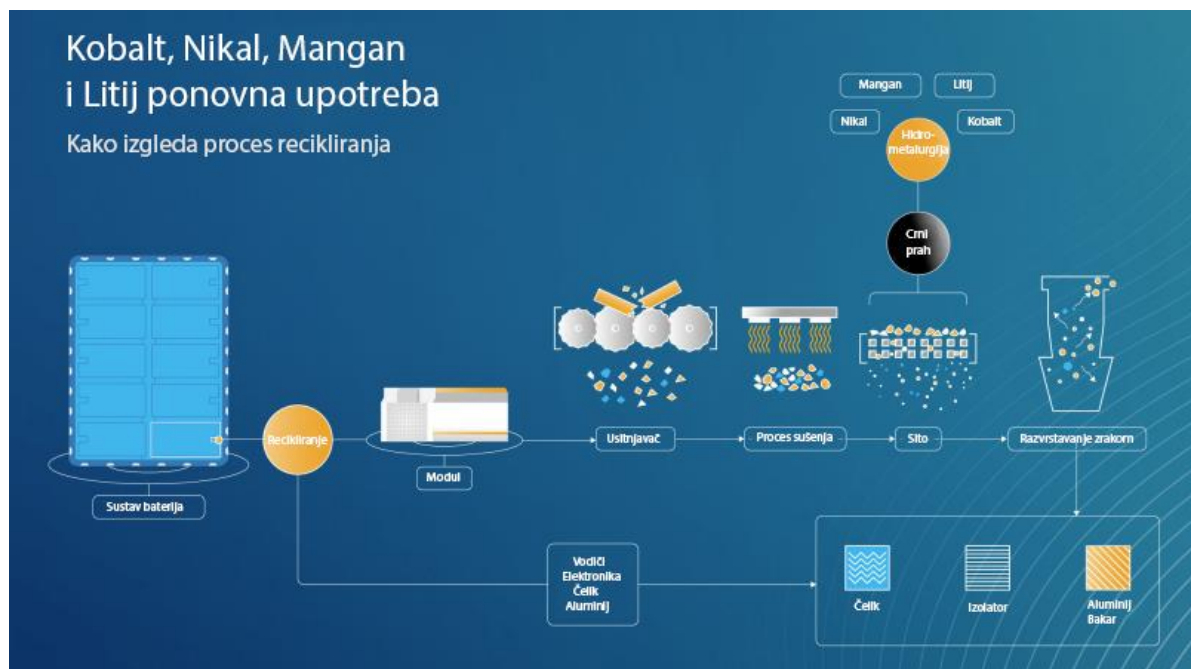 Kobalt, Nikal, Mangan
i Litij ponovna upotreba
Kako izgleda proces recikliranja
Mangan
Litij
Nikal
Kobalt
Hidro-
metalurgija
Crni
prah
Recikliranje
Usitnjavač
Proces sušenja
Sito
Razvrstavanje zrakom
Modul
Sustav baterija
Vodiči
Elektronika
Čelik
Aluminij
Čelik
Izolator
Aluminij
Bakar